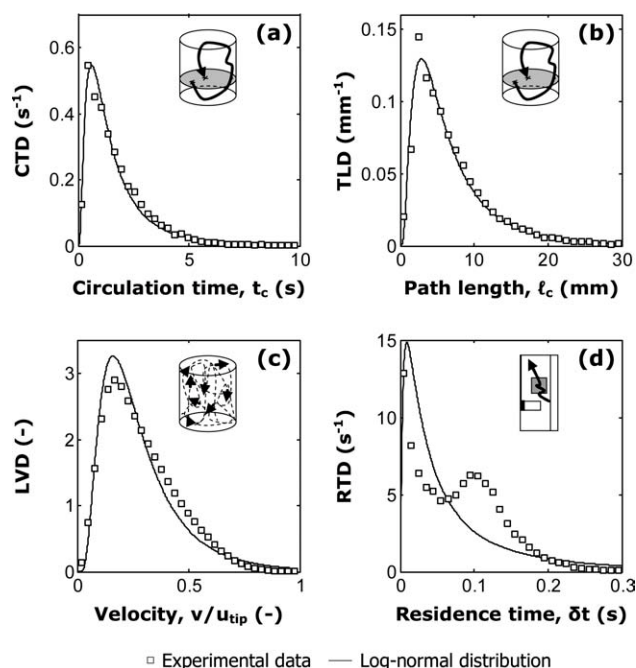 (a)
CTD (s⁻¹)
0.6
0.4
0.2
0
0
5
10
Circulation time, t_c (s)
(b)
TLD (mm⁻¹)
0.15
0.1
0.05
0
0
10
20
30
Path length, ℓ_c (mm)
(c)
LVD (-)
3
2
1
0
0
0.5
1
Velocity, v/u_tip (-)
(d)
RTD (s⁻¹)
15
10
5
0
0
0.1
0.2
0.3
Residence time, δt (s)
□ Experimental data — Log-normal distribution